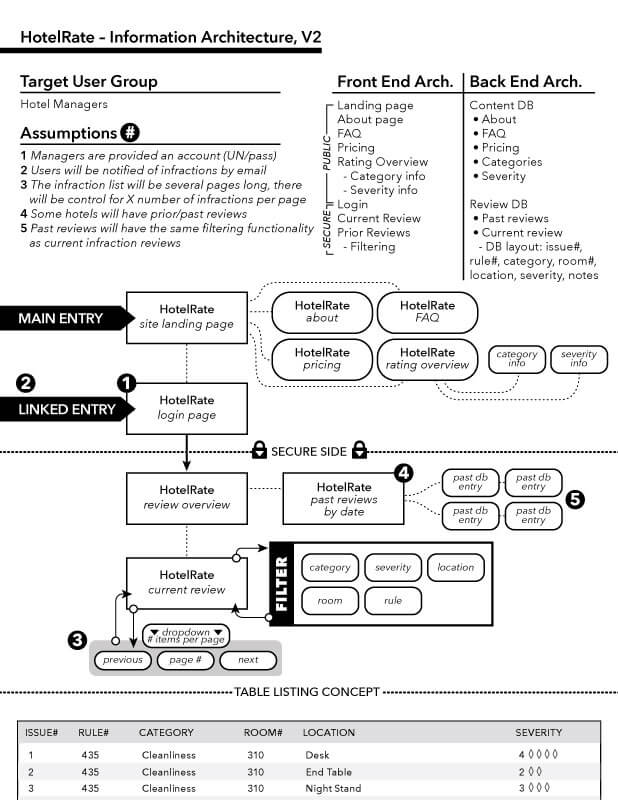 HotelRate – Information Architecture, V2
Target User Group
Hotel Managers
Assumptions #
1 Managers are provided an account (UN/pass)
2 Users will be notified of infractions by email
3 The infraction list will be several pages long, there
will be control for X number of infractions per page
4 Some hotels will have prior/past reviews
5 Past reviews will have the same filtering functionality
as current infraction reviews
Front End Arch.
PUBLIC
Landing page
About page
FAQ
Pricing
Rating Overview
- Category info
- Severity info
SECURE
Login
Current Review
Prior Reviews
- Filtering
Back End Arch.
Content DB
• About
• FAQ
• Pricing
• Categories
• Severity
Review DB
• Past reviews
• Current review
- DB layout: issue#,
rule#, category, room#,
location, severity, notes
MAIN ENTRY
HotelRate
site landing page
HotelRate
about
HotelRate
FAQ
HotelRate
pricing
HotelRate
rating overview
category
info
severity
info
2
LINKED ENTRY
1
HotelRate
login page
SECURE SIDE
HotelRate
review overview
4
HotelRate
past reviews
by date
past db
entry
past db
entry
past db
entry
past db
entry
5
HotelRate
current review
FILTER
category
severity
location
room
rule
3
dropdown
# items per page
previous
page #
next
TABLE LISTING CONCEPT
ISSUE# RULE# CATEGORY ROOM# LOCATION SEVERITY
1 435 Cleanliness 310 Desk 4 ◊◊◊◊
2 435 Cleanliness 310 End Table 2 ◊◊
3 435 Cleanliness 310 Night Stand 3 ◊◊◊